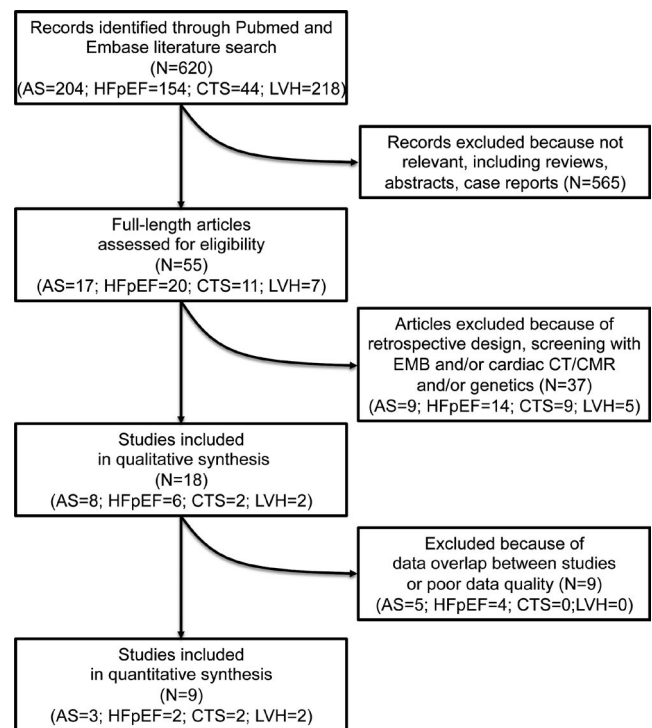 Records identified through Pubmed and
Embase literature search
(N=620)
(AS=204; HFpEF=154; CTS=44; LVH=218)
Records excluded because not
relevant, including reviews,
abstracts, case reports (N=565)
Full-length articles
assessed for eligibility
(N=55)
(AS=17; HFpEF=20; CTS=11; LVH=7)
Articles excluded because of
retrospective design, screening with
EMB and/or cardiac CT/CMR
and/or genetics (N=37)
(AS=9; HFpEF=14; CTS=9; LVH=5)
Studies included
in qualitative synthesis
(N=18)
(AS=8; HFpEF=6; CTS=2; LVH=2)
Excluded because of
data overlap between studies
or poor data quality (N=9)
(AS=5; HFpEF=4; CTS=0;LVH=0)
Studies included
in quantitative synthesis
(N=9)
(AS=3; HFpEF=2; CTS=2; LVH=2)